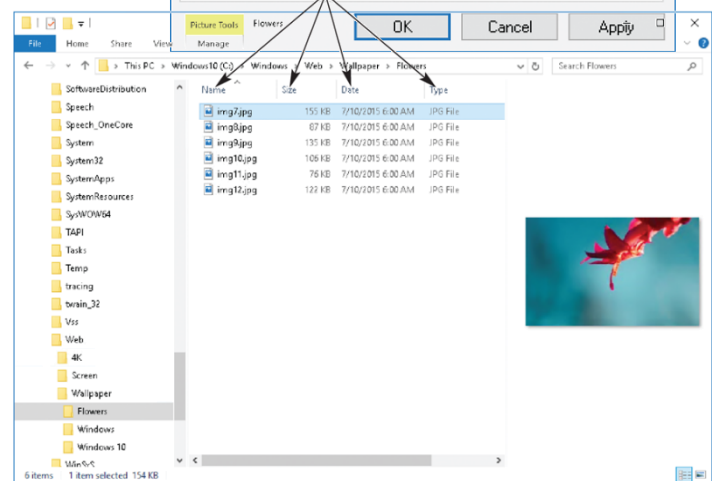 Picture Tools Flowers OK Cancel Apply
File Home Share View Manage
This PC > Windows10 (C:) > Windows > Web > Wallpaper > Flowers Search Flowers
Name Size Date Type
SoftwareDistribution
Speech
Speech_OneCore
System
System32
SystemApps
SystemResources
SysWOW64
TAPI
Tasks
Temp
tracing
twain_32
Vss
Web
4K
Screen
Wallpaper
Flowers
Windows
Windows 10
WinSxS
img7.jpg 155 KB 7/10/2015 6:00 AM JPG File
img8.jpg 87 KB 7/10/2015 6:00 AM JPG File
img9.jpg 135 KB 7/10/2015 6:00 AM JPG File
img10.jpg 106 KB 7/10/2015 6:00 AM JPG File
img11.jpg 76 KB 7/10/2015 6:00 AM JPG File
img12.jpg 122 KB 7/10/2015 6:00 AM JPG File
6 items 1 item selected 154 KB